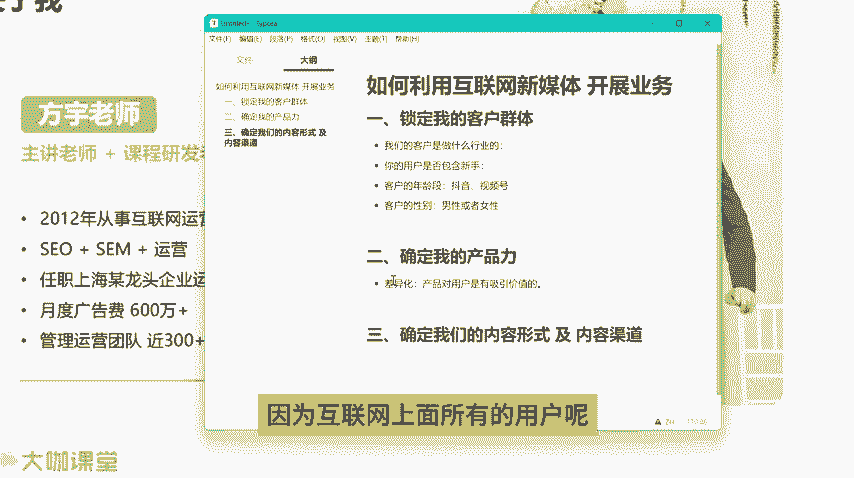 于我
方宇老师
主讲老师 + 课程研发
• 2012年从事互联网运营
• SEO + SEM + 运营
• 任职上海某龙头企业运
• 月度广告费 600万+
• 管理运营团队 近300+
大咖课堂
文件(F) 编辑(E) 段落(P) 格式(O) 视图(V) 主题(T) 帮助(H)
文件 大纲
如何利用互联网新媒体 开展业务
一、锁定我的客户群体
二、确定我的产品力
三、确定我们的内容形式 及
内容渠道
如何利用互联网新媒体 开展业务
一、锁定我的客户群体
• 我们的客户是做什么行业的:
• 你的用户是否包含新手:
• 客户的年龄段: 抖音、视频号
• 客户的性别: 男性或者女性
二、确定我的产品力
• 差异化: 产品对用户是有吸引价值的。
三、确定我们的内容形式 及 内容渠道
因为互联网上面所有的用户呢